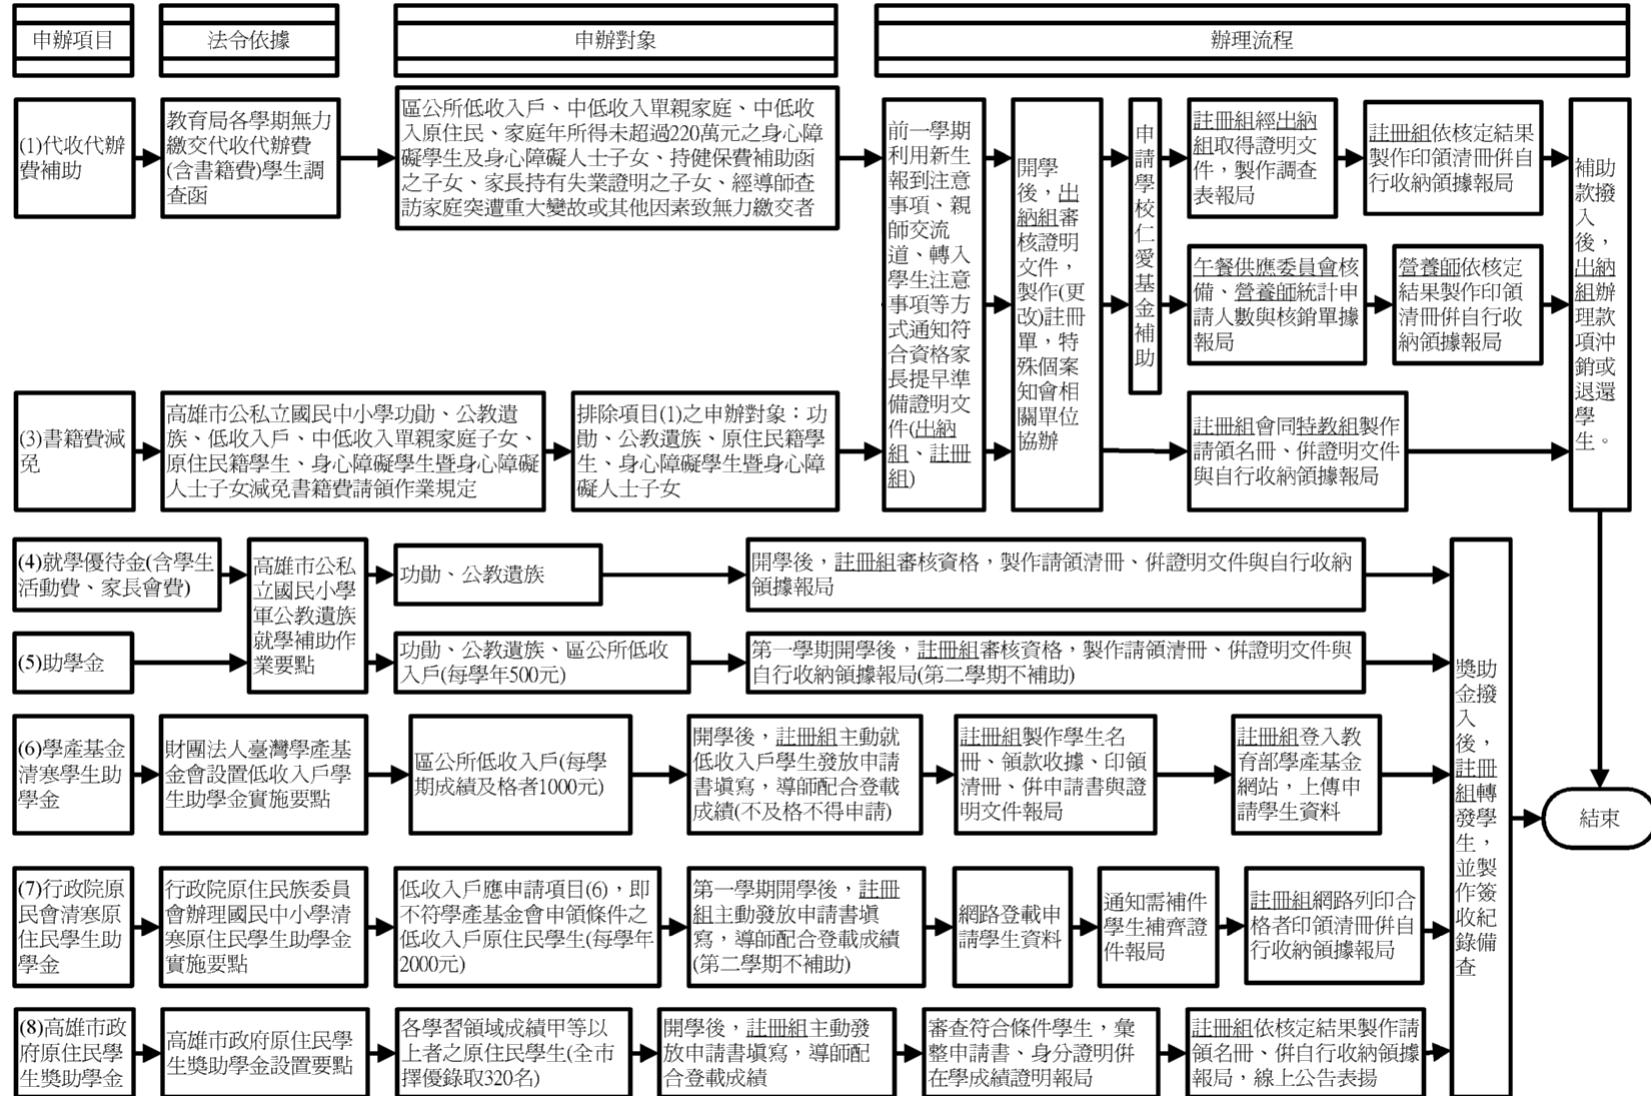 申辦項目
法令依據
申辦對象
辦理流程
(1)代收代辦
費補助
教育局各學期無力
繳交代收代辦費
(含書籍費)學生調
查函
區公所低收入戶、中低收入單親家庭、中低收
入原住民、家庭年所得未超過220萬元之身心障
礙學生及身心障礙人士子女、持健保費補助函
之子女、家長持有失業證明之子女、經導師查
訪家庭突遭重大變故或其他因素致無力繳交者
前一學期
利用新生
報到注意
事項、親
師交流
道、轉入
學生注意
事項等方
式通知符
合資格家
長提早準
備證明文
件(出納
組、註冊
組)
開學
後，出
納組審
核證明
文件，
製作(更
改)註冊
單，特
殊個案
知會相
關單位
協辦
申
請
學
校
仁
愛
基
金
補
助
註冊組經出納
組取得證明文
件，製作調查
表報局
註冊組依核定結果
製作印領清冊併自
行收納領據報局
補助
款撥
入
後，
出納
組辦
理款
項沖
銷或
退還
學
生。
午餐供應委員會核
備、營養師統計申
請人數與核銷單據
報局
營養師依核定
結果製作印領
清冊併自行收
納領據報局
(3)書籍費減
免
高雄市公私立國民中小學功勛、公教遺
族、低收入戶、中低收入單親家庭子女、
原住民籍學生、身心障礙學生暨身心障礙
人士子女減免書籍費請領作業規定
排除項目(1)之申辦對象：功
勛、公教遺族、原住民籍學
生、身心障礙學生暨身心障
礙人士子女
註冊組會同特教組製作
請領名冊、併證明文件
與自行收納領據報局
(4)就學優待金(含學生
活動費、家長會費)
高雄市公私
立國民小學
軍公教遺族
就學補助作
業要點
功勛、公教遺族
開學後，註冊組審核資格，製作請領清冊、併證明文件與自行收納
領據報局
(5)助學金
功勛、公教遺族、區公所低收
入戶(每學年500元)
第一學期開學後，註冊組審核資格，製作請領清冊、併證明文件與
自行收納領據報局(第二學期不補助)
獎助
金撥
入
後，
註冊
組轉
發學
生，
並製
作簽
收紀
錄備
查
(6)學產基金
清寒學生助
學金
財團法人臺灣學產基
金會設置低收入戶學
生助學金實施要點
區公所低收入戶(每學
期成績及格者1000元)
開學後，註冊組主動就
低收入戶學生發放申請
書填寫，導師配合登載
成績(不及格不得申請)
註冊組製作學生名
冊、領款收據、印領
清冊、併申請書與證
明文件報局
註冊組登入教
育部學產基金
網站，上傳申
請學生資料
結束
(7)行政院原
民會清寒原
住民學生助
學金
行政院原住民族委員
會辦理國民中小學清
寒原住民學生助學金
實施要點
低收入戶應申請項目(6)，即
不符學產基金會申領條件之
低收入戶原住民學生(每學年
2000元)
第一學期開學後，註冊
組主動發放申請書填
寫，導師配合登載成績
(第二學期不補助)
網路登載申
請學生資料
通知需補件
學生補齊證
件報局
註冊組網路列印合
格者印領清冊併自
行收納領據報局
(8)高雄市政
府原住民學
生獎助學金
高雄市政府原住民學
生獎助學金設置要點
各學習領域成績甲等以
上者之原住民學生(全市
擇優錄取320名)
開學後，註冊組主動發
放申請書填寫，導師配
合登載成績
審查符合條件學生，彙
整申請書、身分證明併
在學成績證明報局
註冊組依核定結果製作請
領名冊、併自行收納領據
報局，線上公告表揚